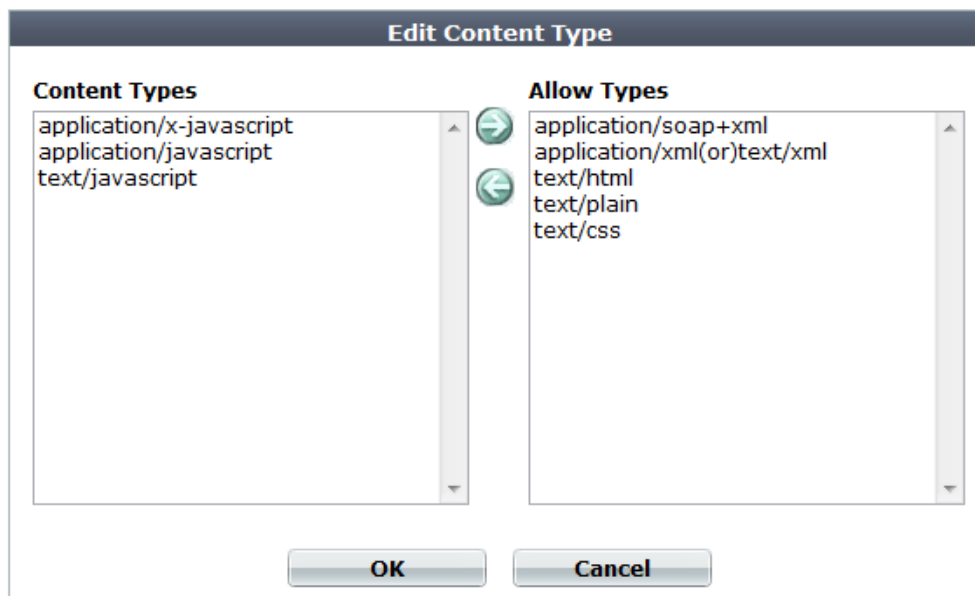 Edit Content Type
Content Types
application/x-javascript
application/javascript
text/javascript
Allow Types
application/soap+xml
application/xml(or)text/xml
text/html
text/plain
text/css
OK
Cancel